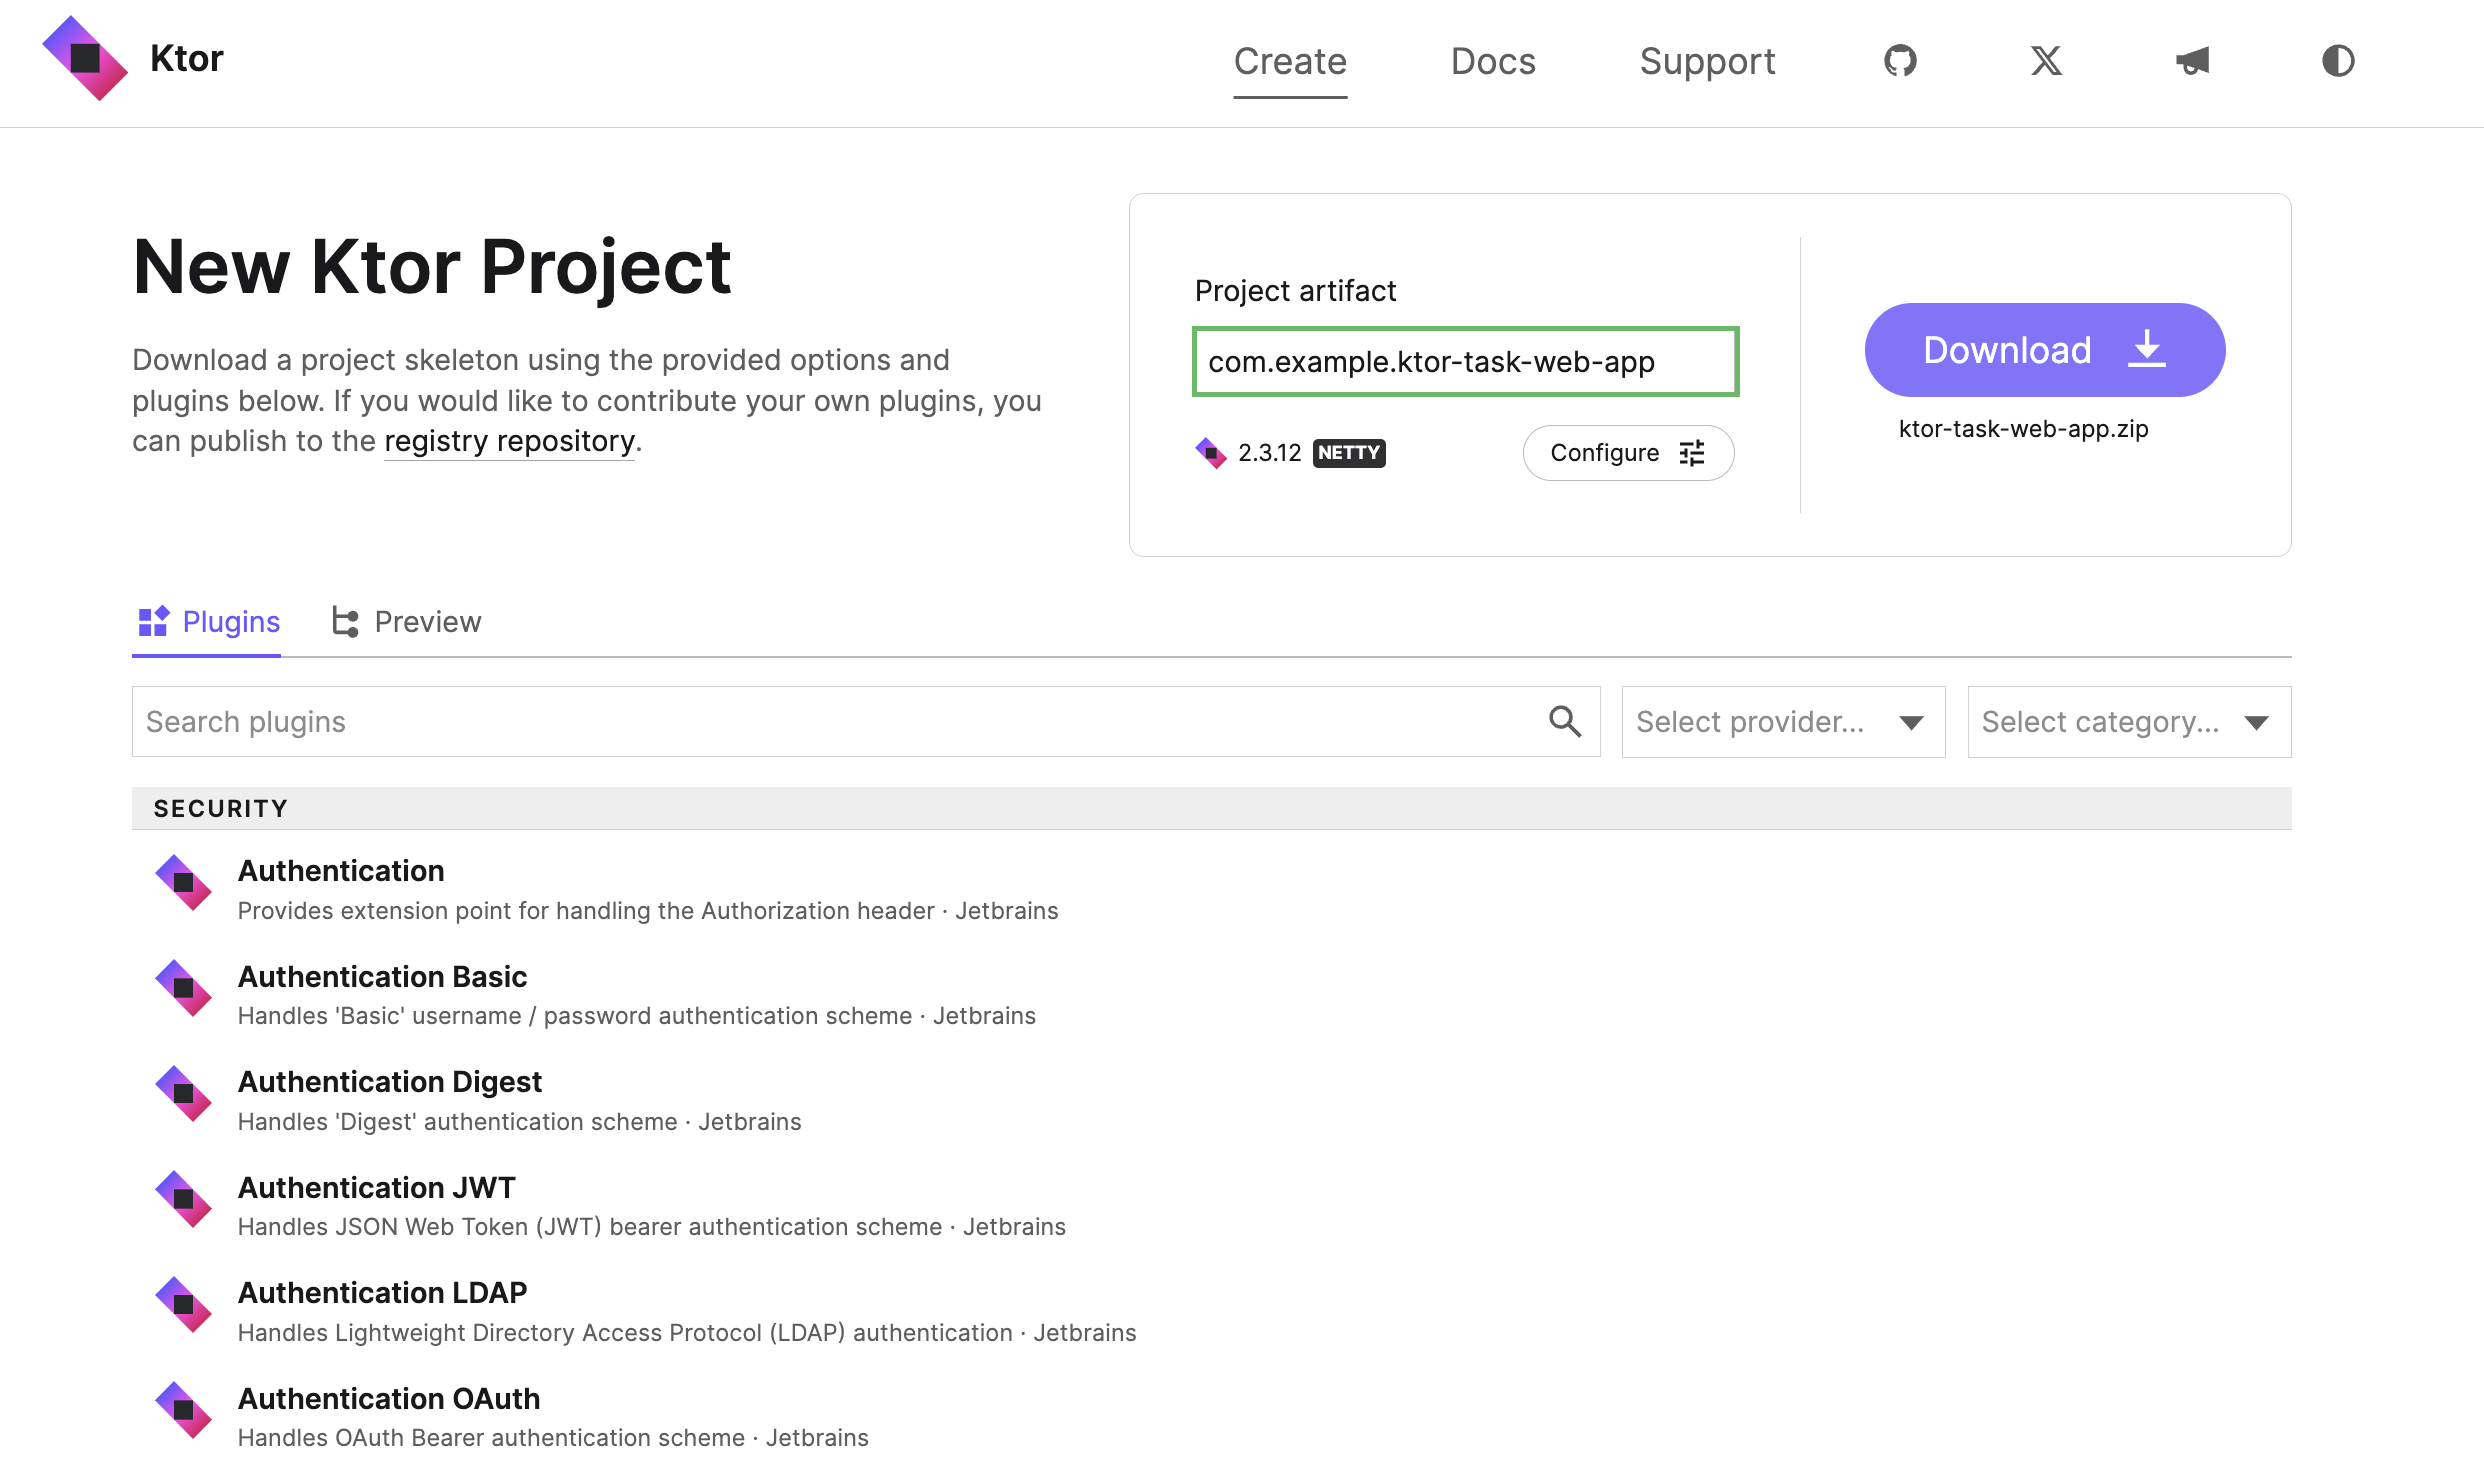 Ktor
Create
Docs
Support
New Ktor Project
Download a project skeleton using the provided options and
plugins below. If you would like to contribute your own plugins, you
can publish to the registry repository.
Project artifact
com.example.ktor-task-web-app
2.3.12 NETTY
Configure
Download
ktor-task-web-app.zip
Plugins
Preview
Search plugins
Select provider...
Select category...
SECURITY
Authentication
Provides extension point for handling the Authorization header · Jetbrains
Authentication Basic
Handles 'Basic' username / password authentication scheme · Jetbrains
Authentication Digest
Handles 'Digest' authentication scheme · Jetbrains
Authentication JWT
Handles JSON Web Token (JWT) bearer authentication scheme · Jetbrains
Authentication LDAP
Handles Lightweight Directory Access Protocol (LDAP) authentication · Jetbrains
Authentication OAuth
Handles OAuth Bearer authentication scheme · Jetbrains